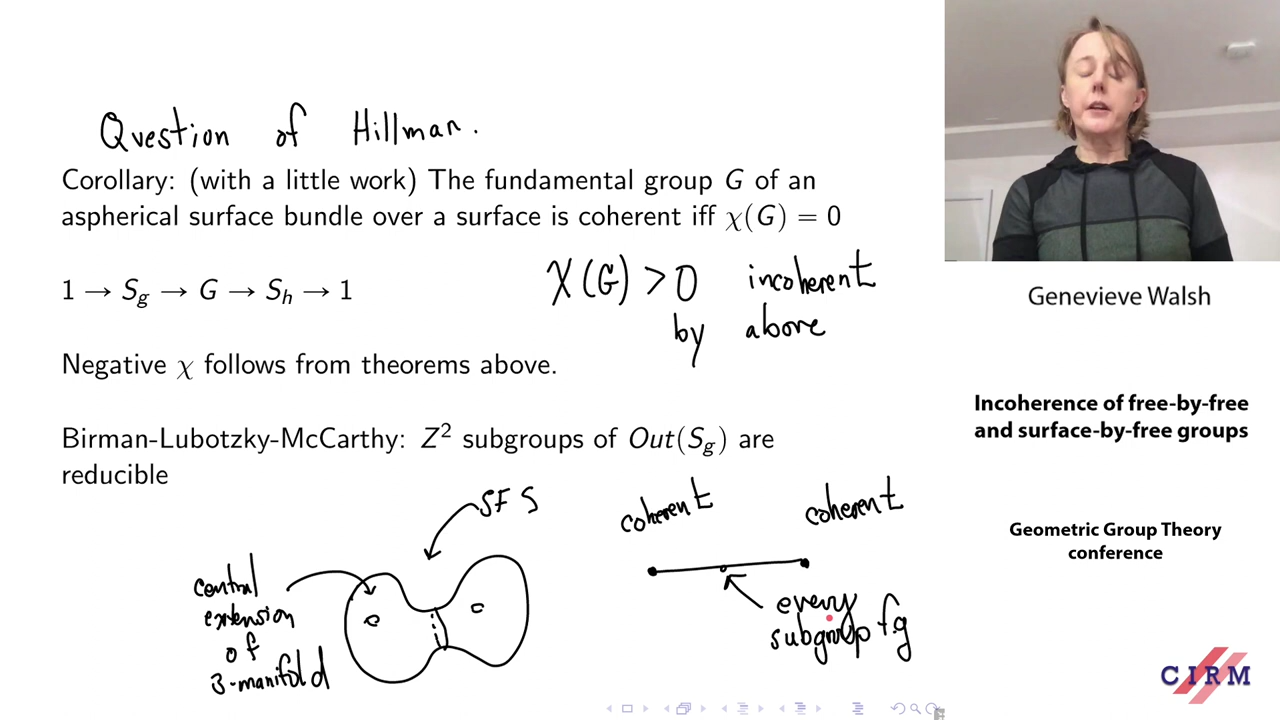 Question of Hillman.
Corollary: (with a little work) The fundamental group G of an
aspherical surface bundle over a surface is coherent iff χ(G) = 0
1 → S_g → G → S_h → 1
χ(G) > 0 incoherent
by above
Negative χ follows from theorems above.
Birman-Lubotzky-McCarthy: Z² subgroups of Out(S_g) are
reducible
SFS
central
extension
of
3-manifold
coherent
coherent
every
subgroup fg
Genevieve Walsh
Incoherence of free-by-free
and surface-by-free groups
Geometric Group Theory
conference
CIRM